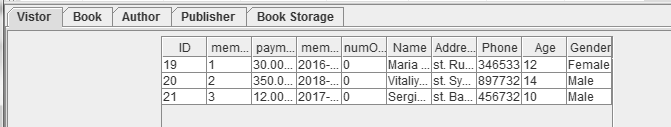 Vistor Book Author Publisher Book Storage
ID mem... paym... mem... numO... Name Addre... Phone Age Gender
19 1 30.00... 2016-... 0 Maria ... st. Ru... 346533 12 Female
20 2 350.0... 2018-... 0 Vitaliy... st. Sy... 897732 14 Male
21 3 12.00... 2017-... 0 Sergi... st. Ba... 456732 10 Male